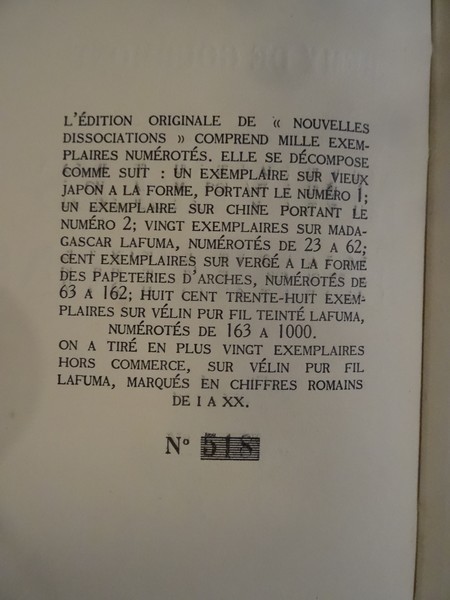 L'ÉDITION ORIGINALE DE « NOUVELLES
DISSOCIATIONS » COMPREND MILLE EXEM-
PLAIRES NUMÉROTÉS. ELLE SE DÉCOMPOSE
COMME SUIT : UN EXEMPLAIRE SUR VIEUX
JAPON A LA FORME, PORTANT LE NUMÉRO 1;
UN EXEMPLAIRE SUR CHINE PORTANT LE
NUMÉRO 2; VINGT EXEMPLAIRES SUR MADA-
GASCAR LAFUMA, NUMÉROTÉS DE 23 A 62;
CENT EXEMPLAIRES SUR VERGÉ A LA FORME
DES PAPETERIES D'ARCHES, NUMÉROTÉS DE
63 A 162; HUIT CENT TRENTE-HUIT EXEM-
PLAIRES SUR VÉLIN PUR FIL TEINTÉ LAFUMA,
NUMÉROTÉS DE 163 A 1000.
ON A TIRÉ EN PLUS VINGT EXEMPLAIRES
HORS COMMERCE, SUR VÉLIN PUR FIL
LAFUMA, MARQUÉS EN CHIFFRES ROMAINS
DE I A XX.
Nº 518